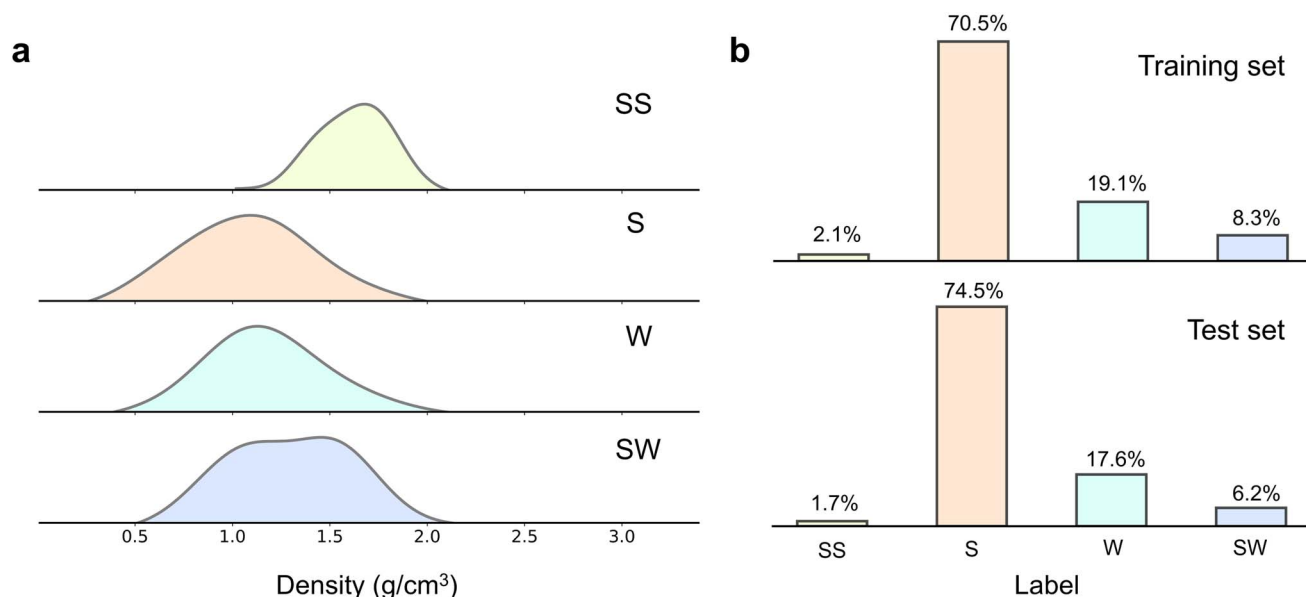 a
SS
S
W
SW
0.5 1.0 1.5 2.0 2.5 3.0
Density (g/cm³)
b
Training set
2.1%
70.5%
19.1%
8.3%
Test set
1.7%
74.5%
17.6%
6.2%
SS S W SW
Label